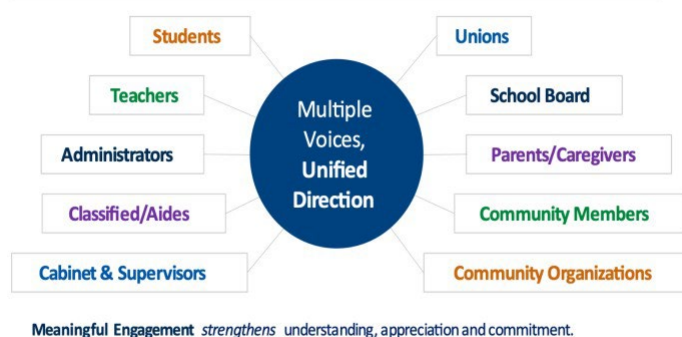 Students
Unions
Teachers
School Board
Administrators
Parents/Caregivers
Classified/Aides
Community Members
Cabinet & Supervisors
Community Organizations
Multiple
Voices,
Unified
Direction
Meaningful Engagement strengthens understanding, appreciation and commitment.